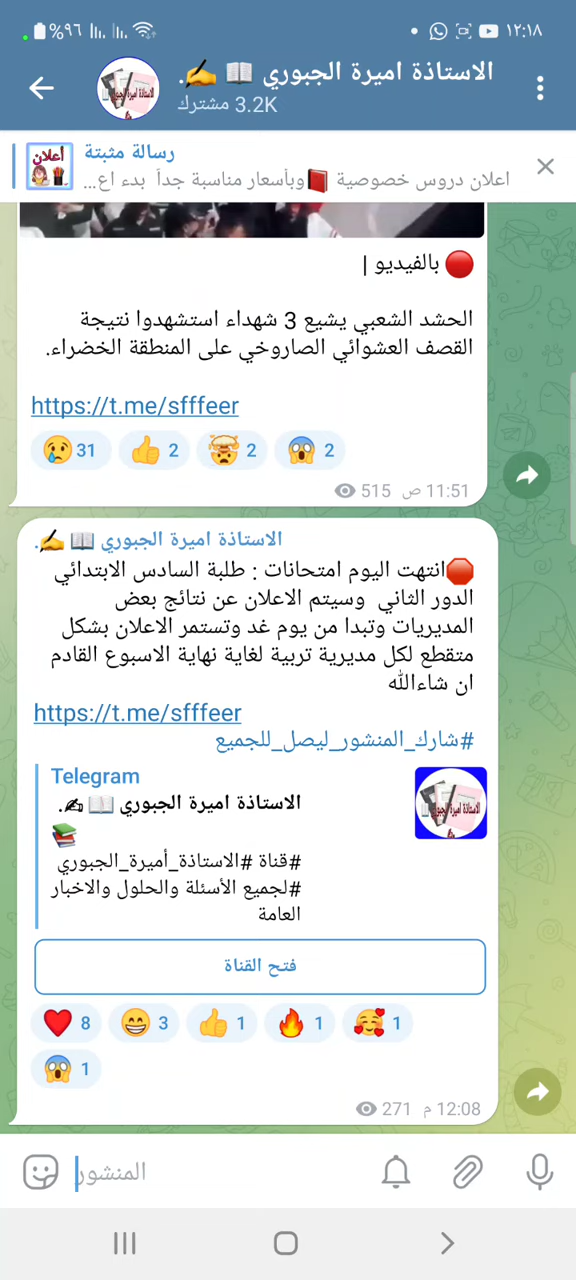 ١٢:١٨
%٩٦
الاستاذة اميرة الجبوري 📖 ✍️.
3.2K مشترك
رسالة مثبتة
اعلان دروس خصوصية 📕وبأسعار مناسبة جداً بدء اع...
أعلان
🔴 بالفيديو |
الحشد الشعبي يشيع 3 شهداء استشهدوا نتيجة
القصف العشوائي الصاروخي على المنطقة الخضراء.
https://t.me/sfffeer
😢 31 👍 2 🤯 2 😱 2
515 11:51 ص
الاستاذة اميرة الجبوري 📖 ✍️.
🛑انتهت اليوم امتحانات : طلبة السادس الابتدائي
الدور الثاني وسيتم الاعلان عن نتائج بعض
المديريات وتبدا من يوم غد وتستمر الاعلان بشكل
متقطع لكل مديرية تربية لغاية نهاية الاسبوع القادم
ان شاءالله
https://t.me/sfffeer
#شارك_المنشور_ليصل_للجميع
Telegram
الاستاذة اميرة الجبوري 📖 ✍.
📚
#قناة #الاستاذة_أميرة_الجبوري
#لجميع الأسئلة والحلول والاخبار
العامة
فتح القناة
❤️ 8 😁 3 👍 1 🔥 1 🥰 1
😱 1
271 12:08 م
المنشور